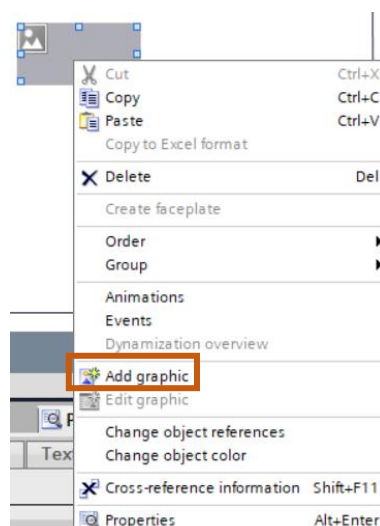 Cut Ctrl+X
Copy Ctrl+C
Paste Ctrl+V
Copy to Excel format
Delete Del
Create faceplate
Order
Group
Animations
Events
Dynamization overview
Add graphic
Edit graphic
Change object references
Change object color
Cross-reference information Shift+F11
Properties Alt+Enter